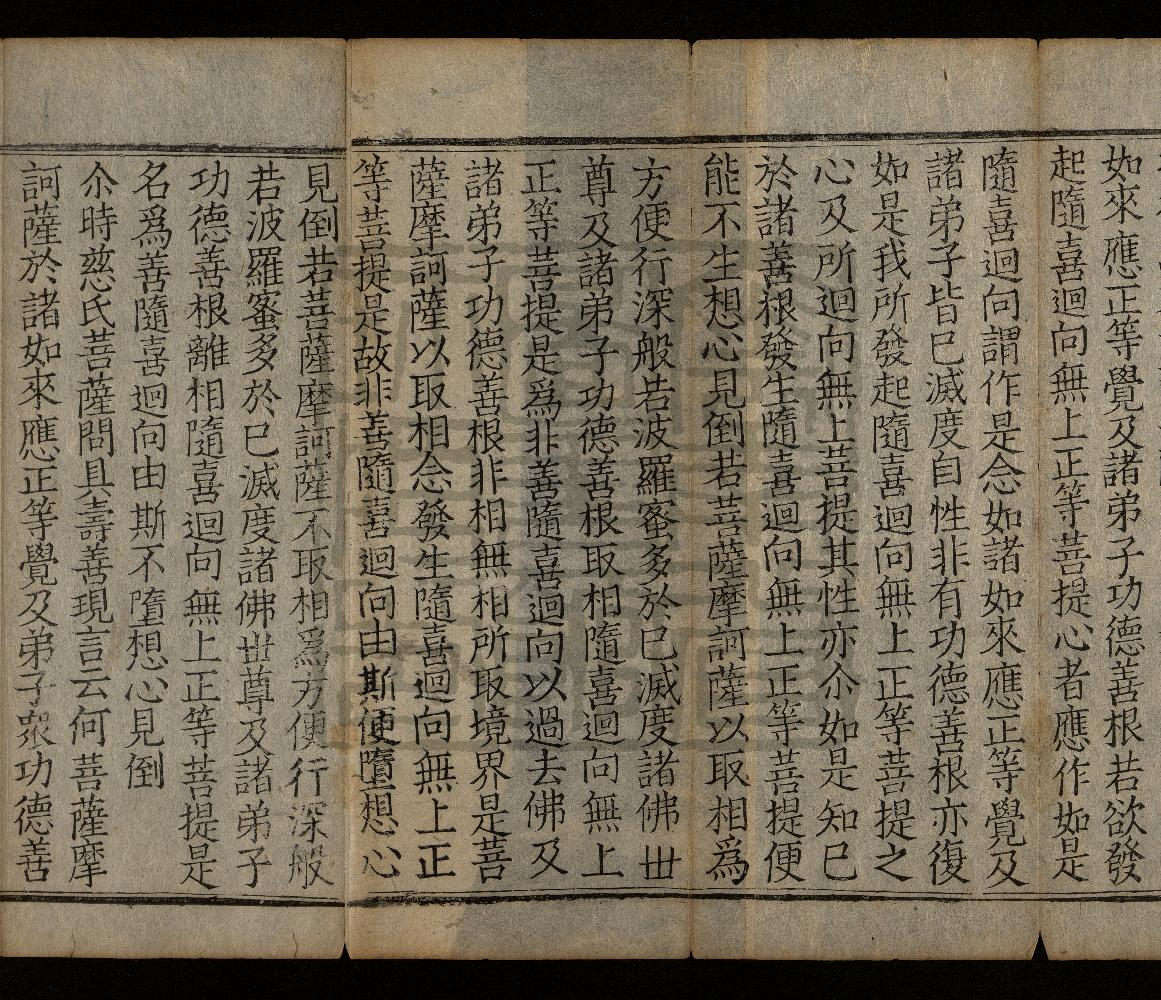 如來應正等覺及諸弟子功德善根若欲發
起隨喜迴向無上正等菩提心者應作如是
隨喜迴向謂作是念如諸如來應正等覺及
諸弟子皆已滅度自性非有功德善根亦復
如是我所發起隨喜迴向無上正等菩提之
心及所迴向無上菩提其性亦尒如是知已
於諸善根發生隨喜迴向無上正等菩提便
能不生想心見倒若菩薩摩訶薩以取相爲
方便行深般若波羅蜜多於已滅度諸佛丗
尊及諸弟子功德善根取相隨喜迴向無上
正等菩提是爲非善隨喜迴向以過去佛及
諸弟子功德善根非相無相所取境界是菩
薩摩訶薩以取相念發生隨喜迴向無上正
等菩提是故非善隨喜迴向由斯便墮想心
見倒若菩薩摩訶薩不取相爲方便行深般
若波羅蜜多於已滅度諸佛丗尊及諸弟子
功德善根離相隨喜迴向無上正等菩提是
名爲善隨喜迴向由斯不墮想心見倒
尒時慈氏菩薩問具壽善現言云何菩薩摩
訶薩於諸如來應正等覺及弟子衆功德善